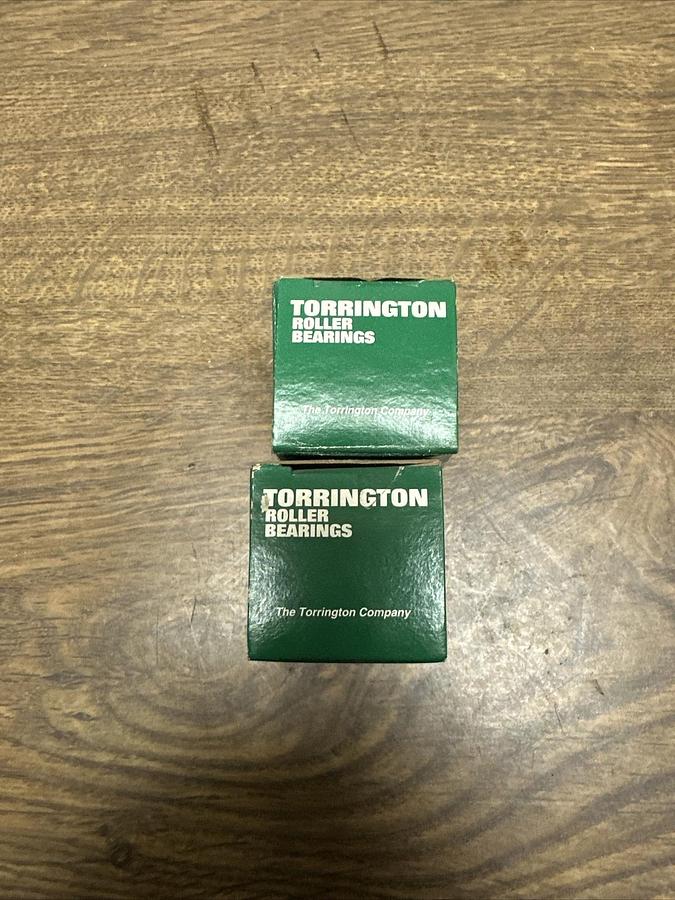 TORRINGTON
ROLLER
BEARINGS
The Torrington Company
TORRINGTON
ROLLER
BEARINGS
The Torrington Company